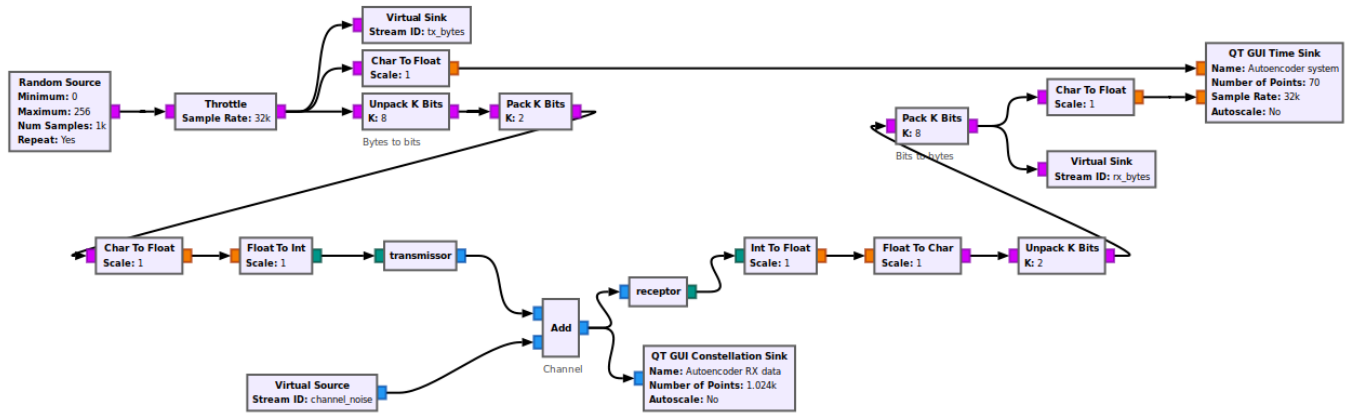 Virtual Sink
Stream ID: tx_bytes
Char To Float
Scale: 1
Random Source
Minimum: 0
Maximum: 256
Num Samples: 1k
Repeat: Yes
Throttle
Sample Rate: 32k
Unpack K Bits
K: 8
Bytes to bits
Pack K Bits
K: 2
QT GUI Time Sink
Name: Autoencoder system
Number of Points: 70
Sample Rate: 32k
Autoscale: No
Char To Float
Scale: 1
Pack K Bits
K: 8
Bits to bytes
Virtual Sink
Stream ID: rx_bytes
Char To Float
Scale: 1
Float To Int
Scale: 1
transmissor
Add
Channel
Virtual Source
Stream ID: channel_noise
receptor
QT GUI Constellation Sink
Name: Autoencoder RX data
Number of Points: 1.024k
Autoscale: No
Int To Float
Scale: 1
Float To Char
Scale: 1
Unpack K Bits
K: 2